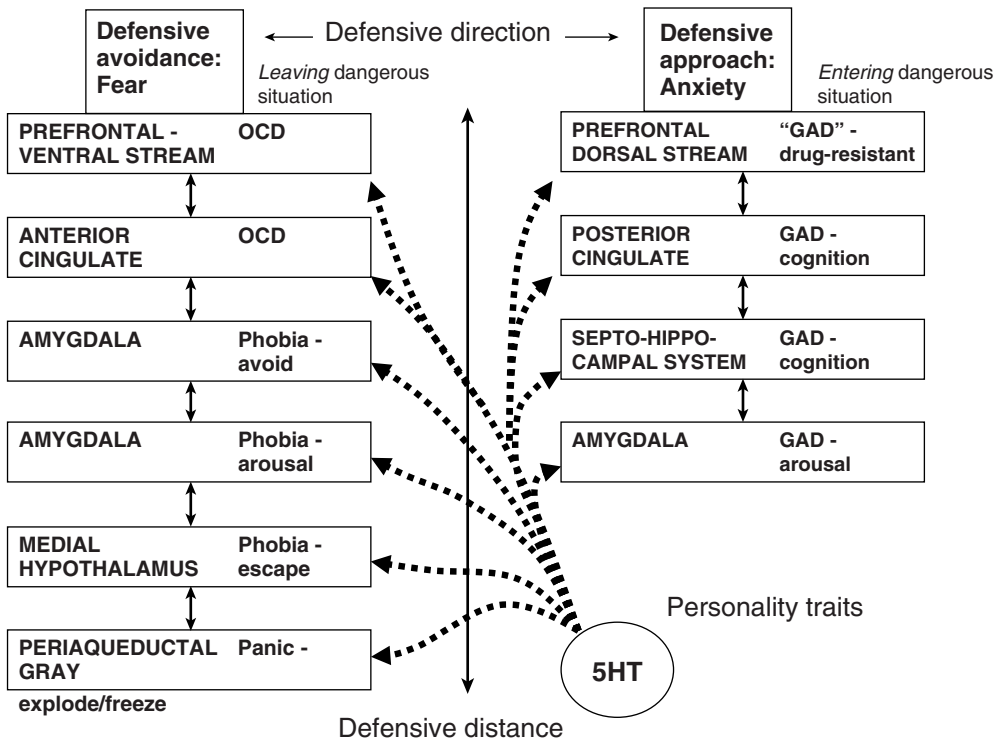 Defensive
avoidance:
Fear
Defensive direction
Defensive
approach:
Anxiety
Leaving dangerous
situation
Entering dangerous
situation
PREFRONTAL -
VENTRAL STREAM
OCD
ANTERIOR
CINGULATE
OCD
AMYGDALA
Phobia -
avoid
AMYGDALA
Phobia -
arousal
MEDIAL
HYPOTHALAMUS
Phobia -
escape
PERIAQUEDUCTAL
GRAY
Panic -
explode/freeze
PREFRONTAL
DORSAL STREAM
“GAD” -
drug-resistant
POSTERIOR
CINGULATE
GAD -
cognition
SEPTO-HIPPO-
CAMPAL SYSTEM
GAD -
cognition
AMYGDALA
GAD -
arousal
Personality traits
5HT
Defensive distance